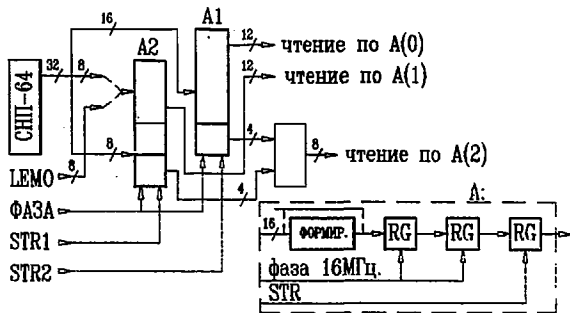 A1
16
A2
12
чтение по A(0)
32
8
12
чтение по A(1)
СНП-64
4
8
8
чтение по A(2)
LEMO
8
4
ФАЗА
A:
STR1
16
ФОРМИР.
RG
RG
RG
STR2
фаза 16МГц.
STR